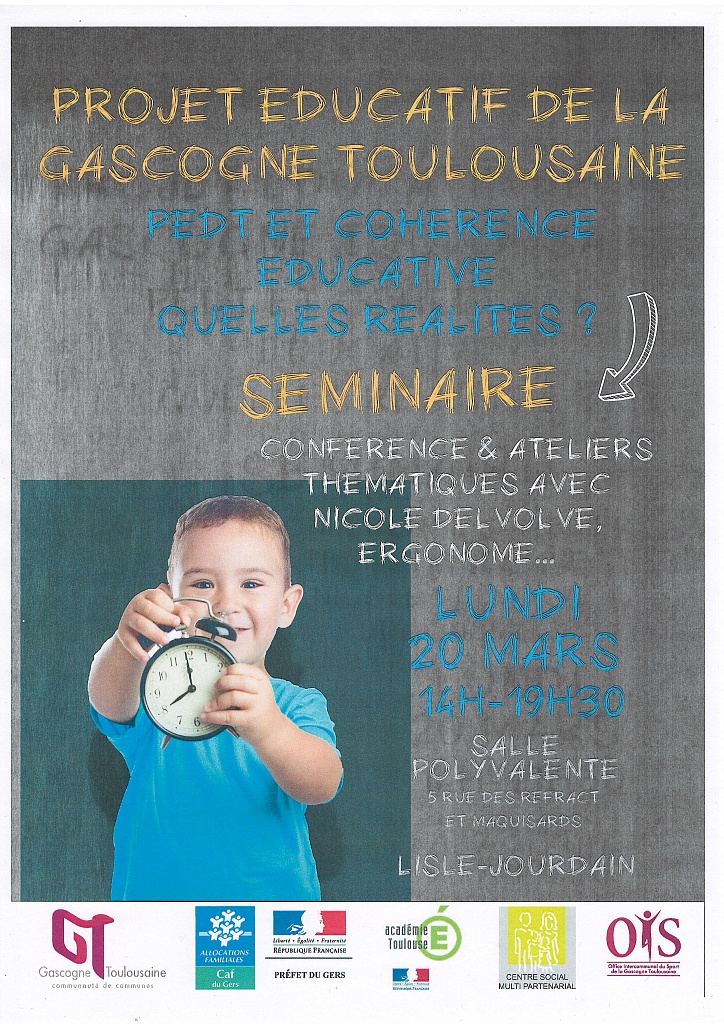 PROJET EDUCATIF DE LA
GASCOGNE TOULOUSAINE
PEDT ET COHERENCE
EDUCATIVE
QUELLES REALITES ?
SEMINAIRE
CONFERENCE & ATELIERS
THEMATIQUES AVEC
NICOLE DELVOLVE,
ERGONOME...
LUNDI
20 MARS
14H-19H30
SALLE
POLYVALENTE
5 RUE DES REFRACT
ET MAQUISARDS
LISLE-JOURDAIN
GT
Gascogne Toulousaine
communauté de communes
ALLOCATIONS
FAMILIALES
Caf
du Gers
Liberté • Égalité • Fraternité
RÉPUBLIQUE FRANÇAISE
PRÉFET DU GERS
académie
Toulouse
É
RÉPUBLIQUE FRANÇAISE
CENTRE SOCIAL
MULTI PARTENARIAL
OIS
Office Intercommunal du Sport
de la Gascogne Toulousaine